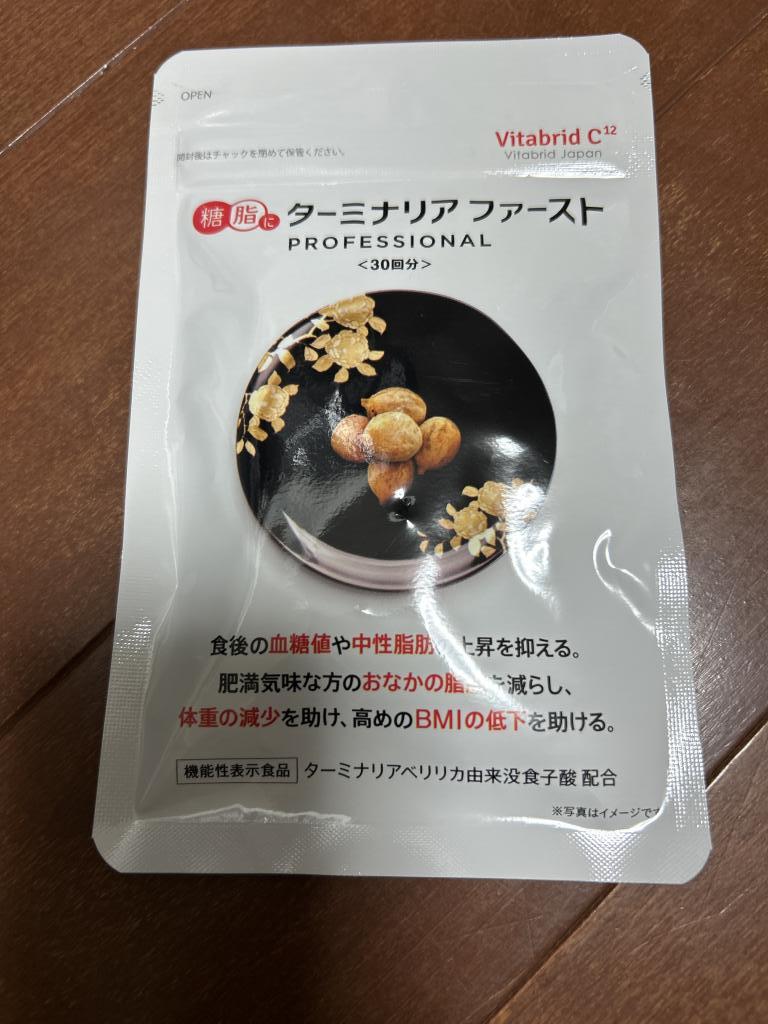 OPEN
開封後はチャックを閉めて保管ください。
Vitabrid C¹²
Vitabrid Japan
糖脂に ターミナリア ファースト
PROFESSIONAL
<30回分>
食後の血糖値や中性脂肪 上昇を抑える。
肥満気味な方のおなかの脂 を減らし、
体重の減少を助け、高めのBMIの低下を助ける。
機能性表示食品 ターミナリアベリリカ由来没食子酸 配合
※写真はイメージで